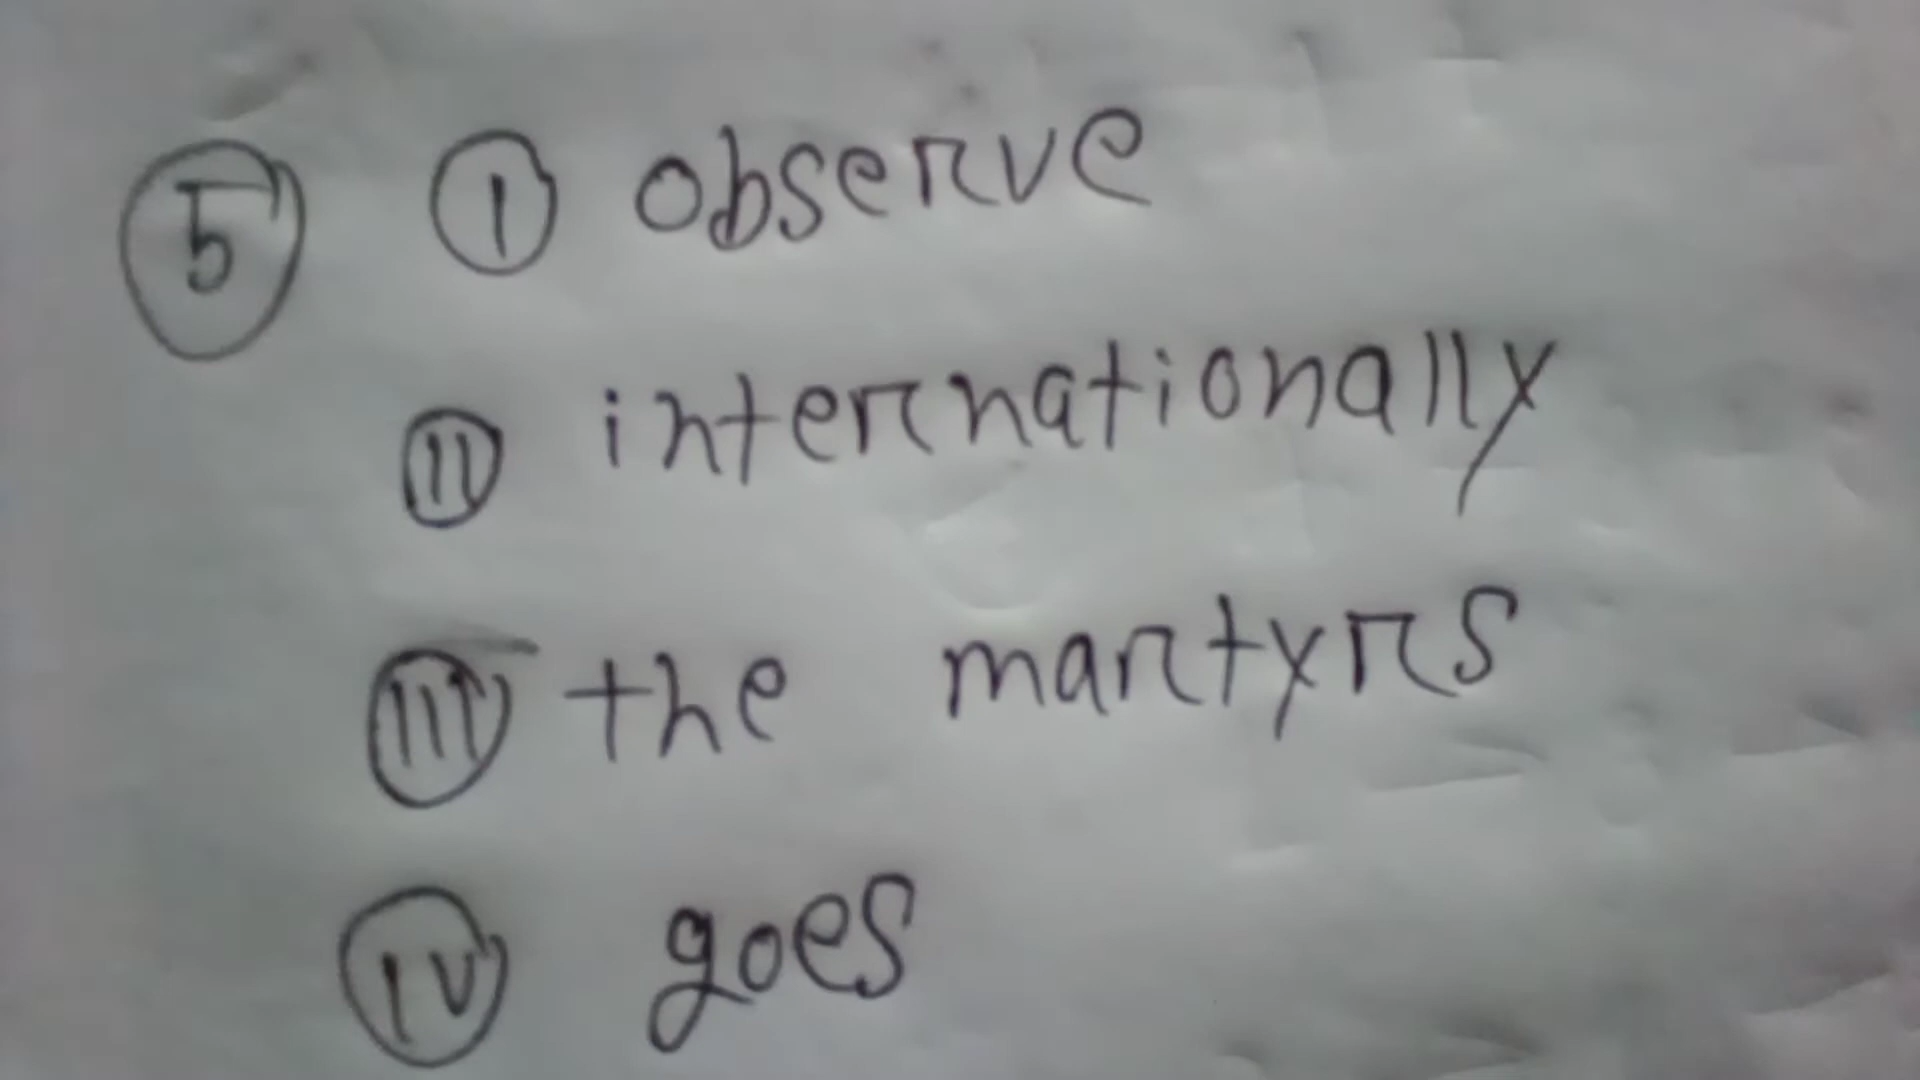 5 I observe
II internationally
III the martyrs
IV goes